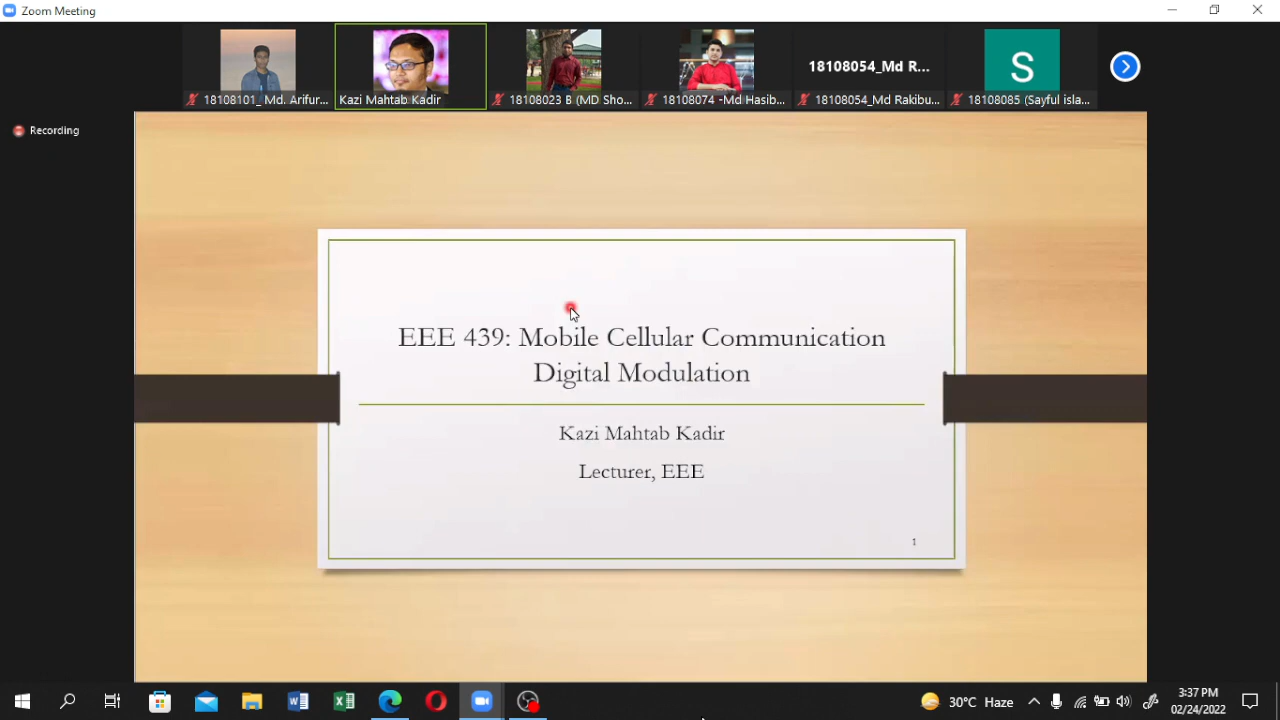 Zoom Meeting
18108101_ Md. Arifur...
Kazi Mahtab Kadir
18108023 B (MD Sho...
18108074 -Md Hasib...
18108054_Md R...
18108054_Md Rakibu...
S
18108085 (Sayful isla...
Recording
EEE 439: Mobile Cellular Communication
Digital Modulation
Kazi Mahtab Kadir
Lecturer, EEE
1
30°C Haze
3:37 PM
02/24/2022